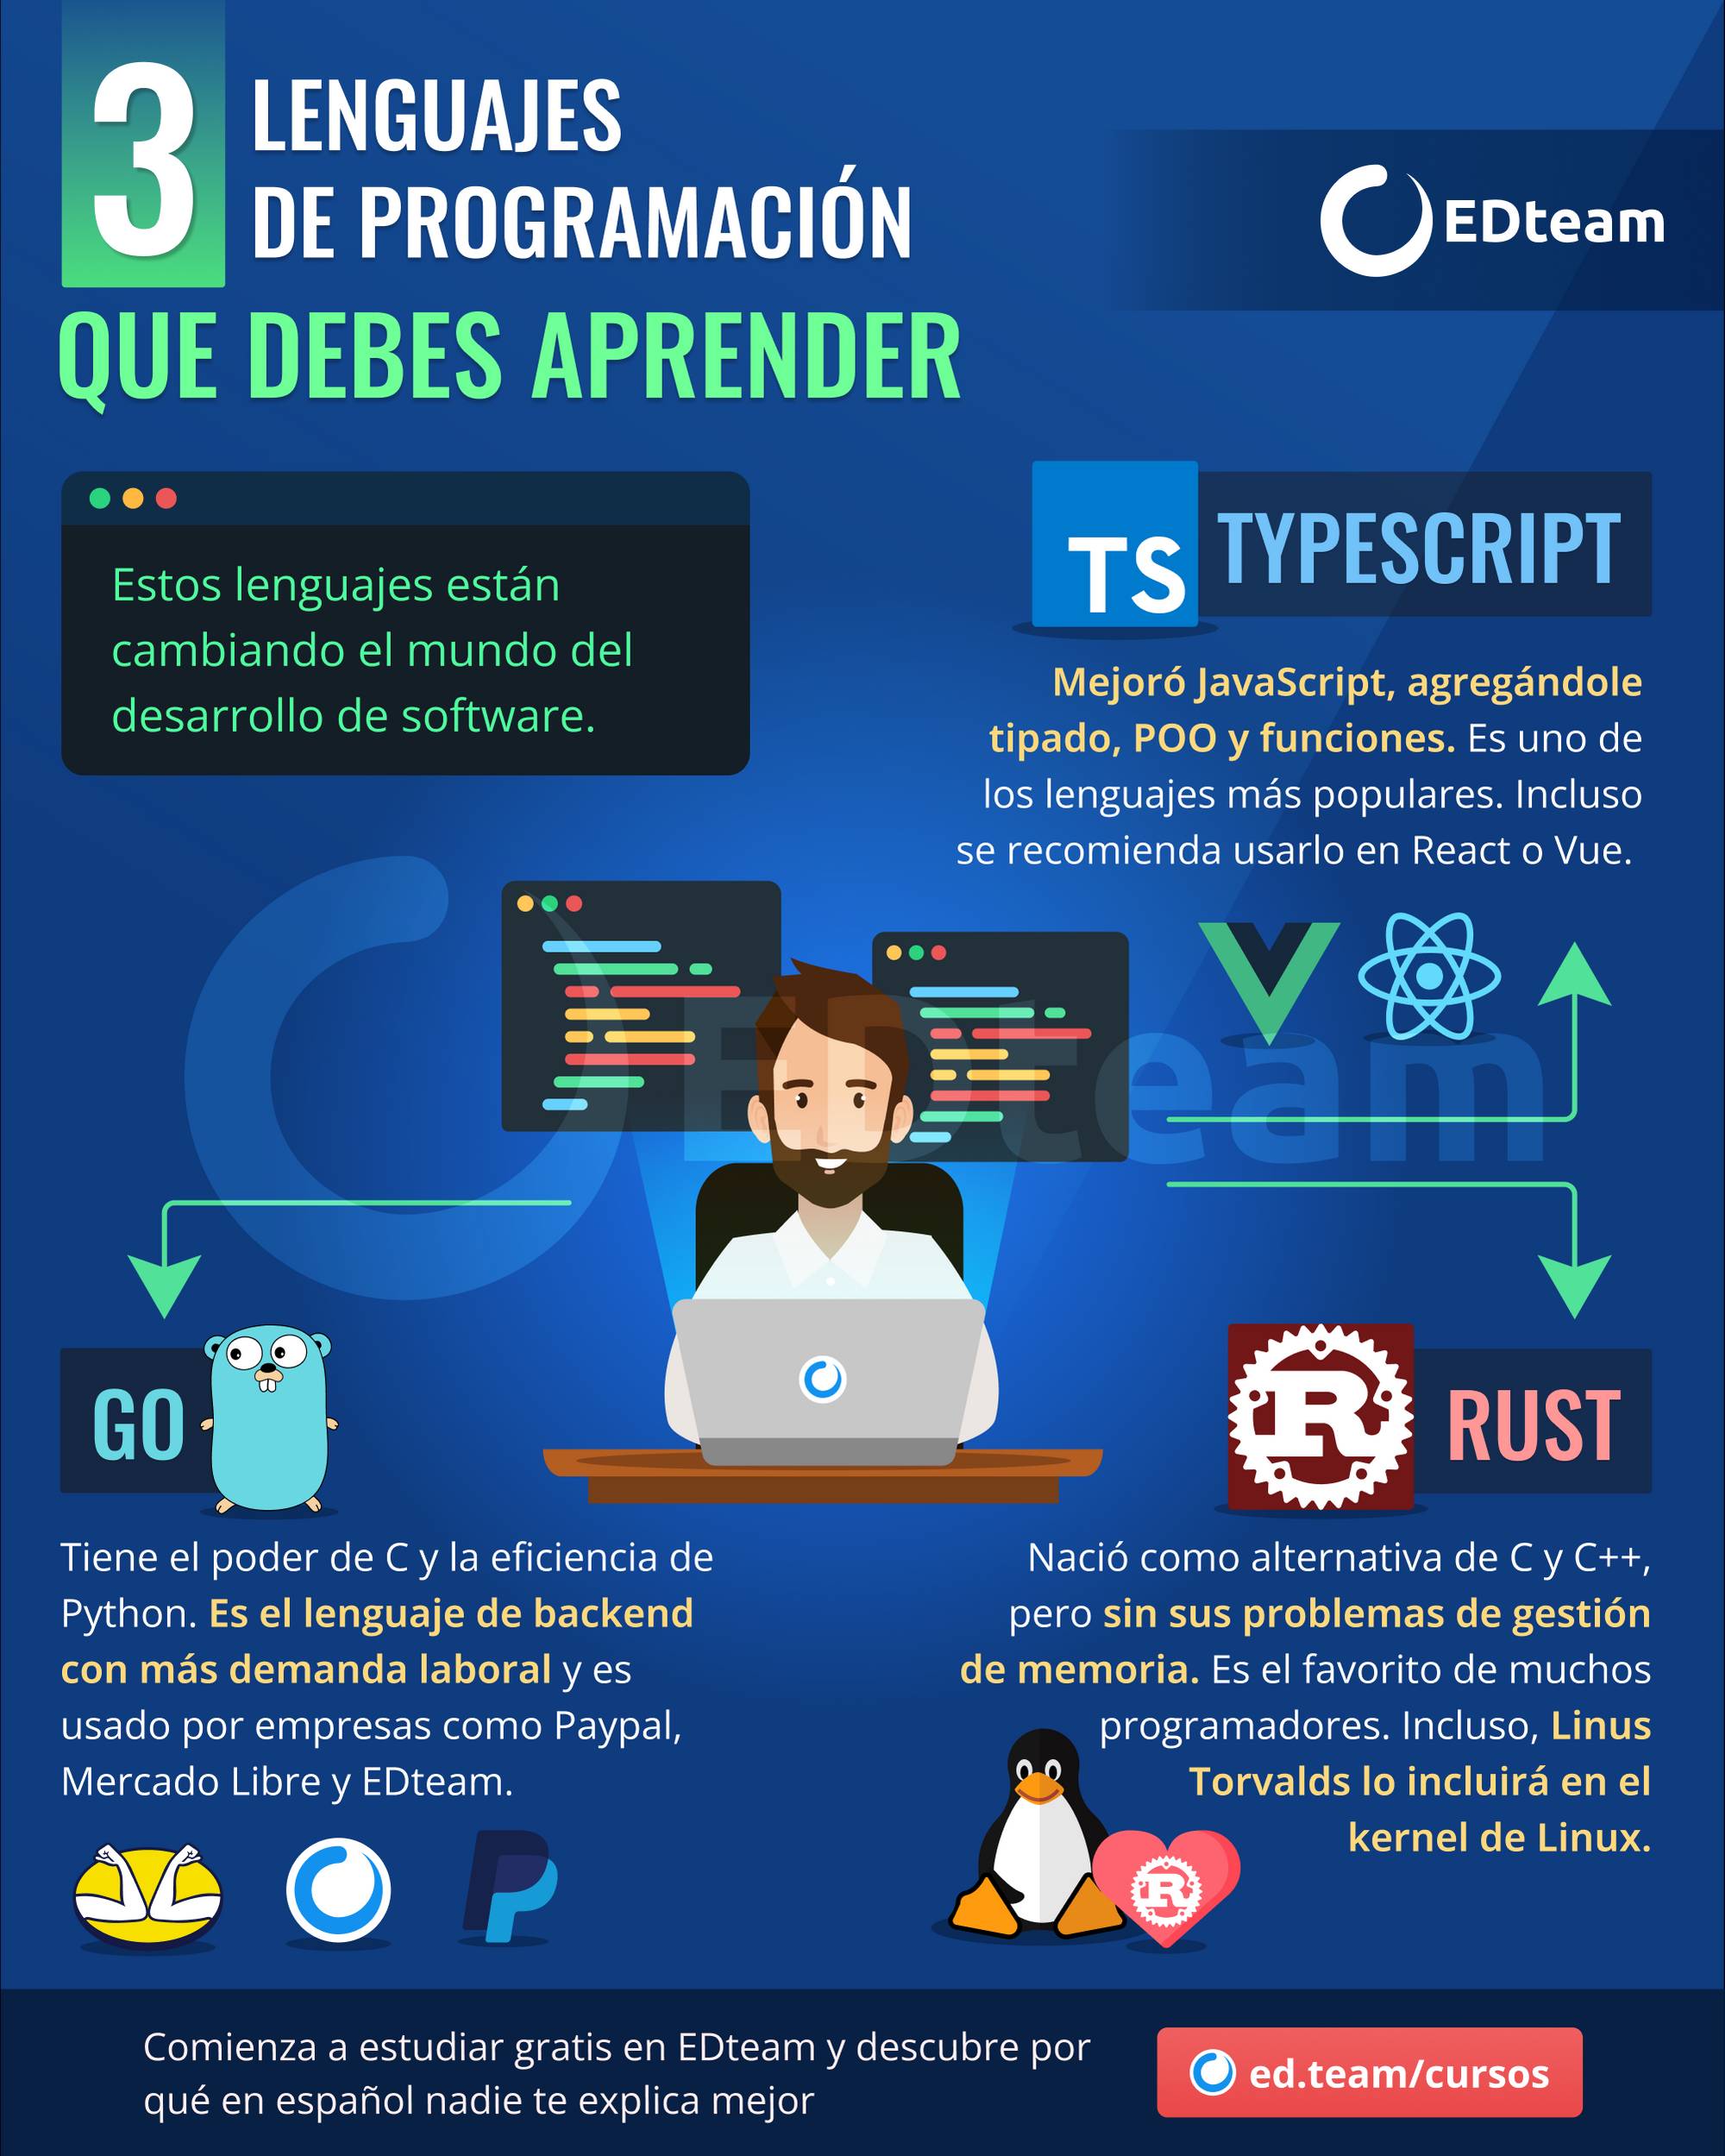 3
LENGUAJES
DE PROGRAMACIÓN
QUE DEBES APRENDER
EDteam
Estos lenguajes están
cambiando el mundo del
desarrollo de software.
TS
TYPESCRIPT
Mejoró JavaScript, agregándole
tipado, POO y funciones. Es uno de
los lenguajes más populares. Incluso
se recomienda usarlo en React o Vue.
EDteam
GO
Tiene el poder de C y la eficiencia de
Python. Es el lenguaje de backend
con más demanda laboral y es
usado por empresas como Paypal,
Mercado Libre y EDteam.
R
RUST
Nació como alternativa de C y C++,
pero sin sus problemas de gestión
de memoria. Es el favorito de muchos
programadores. Incluso, Linus
Torvalds lo incluirá en el
kernel de Linux.
R
Comienza a estudiar gratis en EDteam y descubre por
qué en español nadie te explica mejor
ed.team/cursos